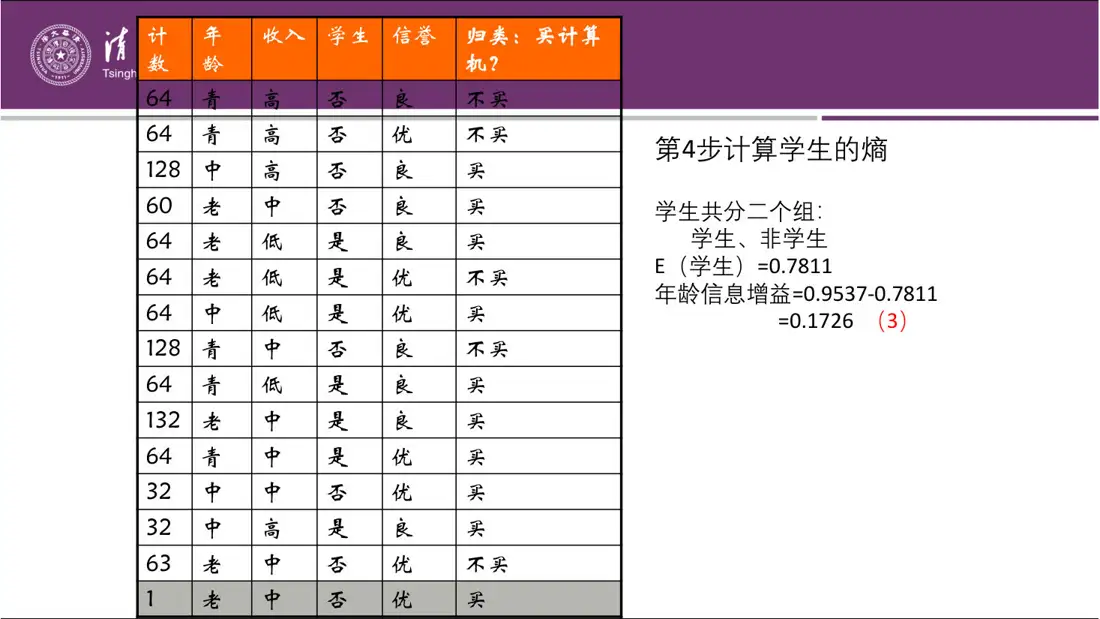 清
Tsingh
计数 年龄 收入 学生 信誉 归类：买计算机？
64 青 高 否 良 不买
64 青 高 否 优 不买
128 中 高 否 良 买
60 老 中 否 良 买
64 老 低 是 良 买
64 老 低 是 优 不买
64 中 低 是 优 买
128 青 中 否 良 不买
64 青 低 是 良 买
132 老 中 是 良 买
64 青 中 是 优 买
32 中 中 否 优 买
32 中 高 是 良 买
63 老 中 否 优 不买
1 老 中 否 优 买
第4步计算学生的熵
学生共分二个组：
学生、非学生
E（学生）=0.7811
年龄信息增益=0.9537-0.7811
=0.1726 （3）